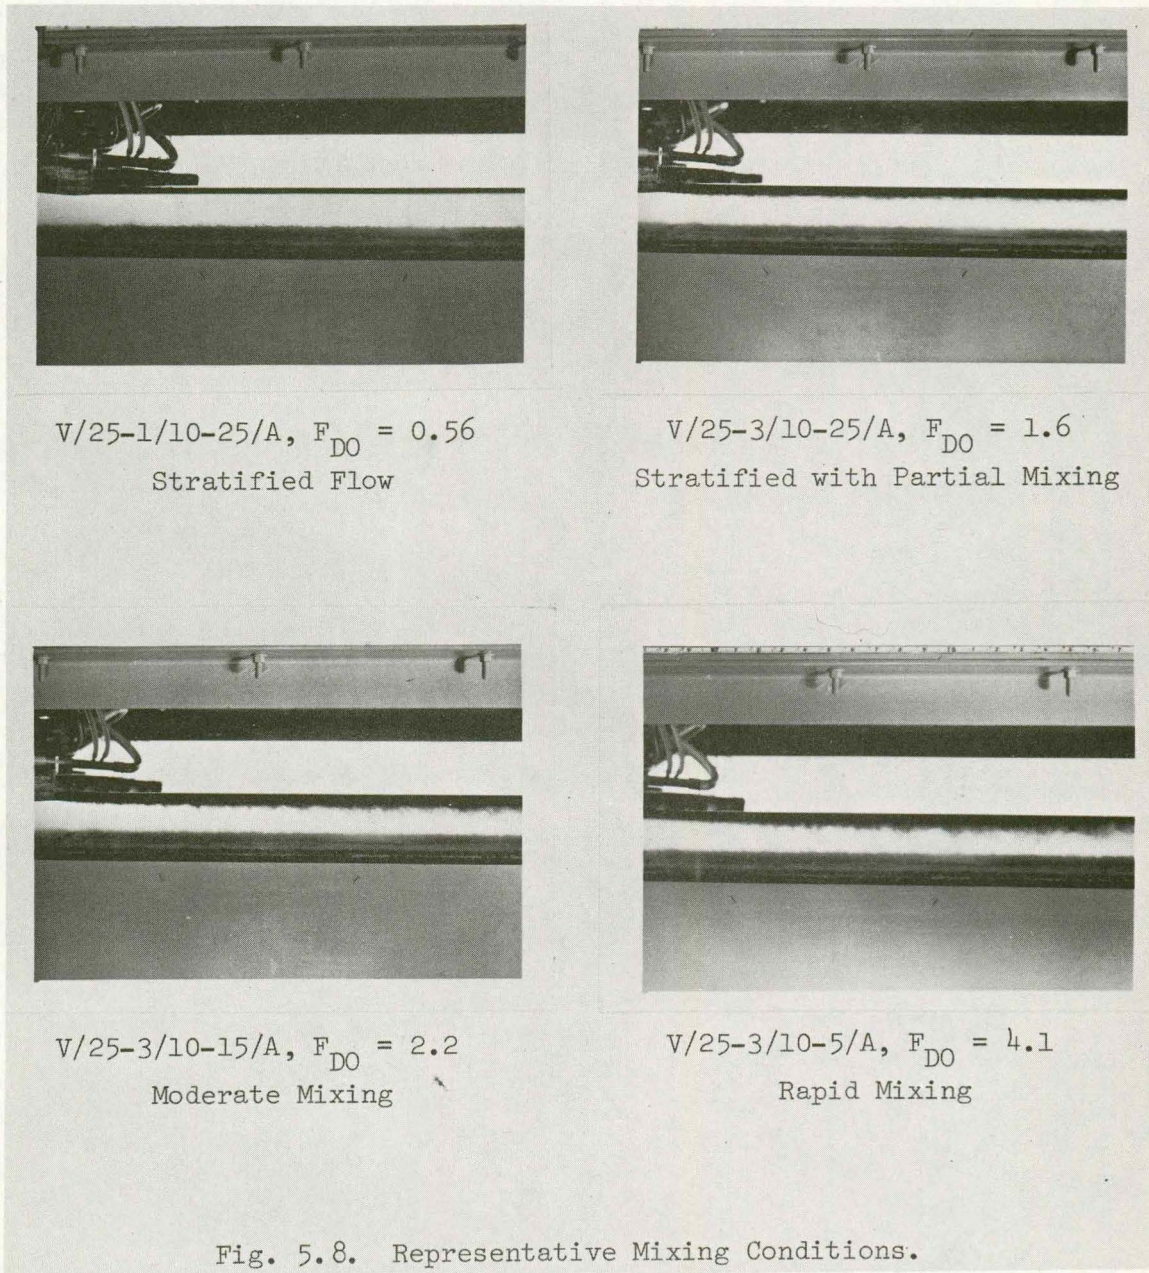 V/25-1/10-25/A, F_DO = 0.56
Stratified Flow
V/25-3/10-25/A, F_DO = 1.6
Stratified with Partial Mixing
V/25-3/10-15/A, F_DO = 2.2
Moderate Mixing
V/25-3/10-5/A, F_DO = 4.1
Rapid Mixing
Fig. 5.8. Representative Mixing Conditions.